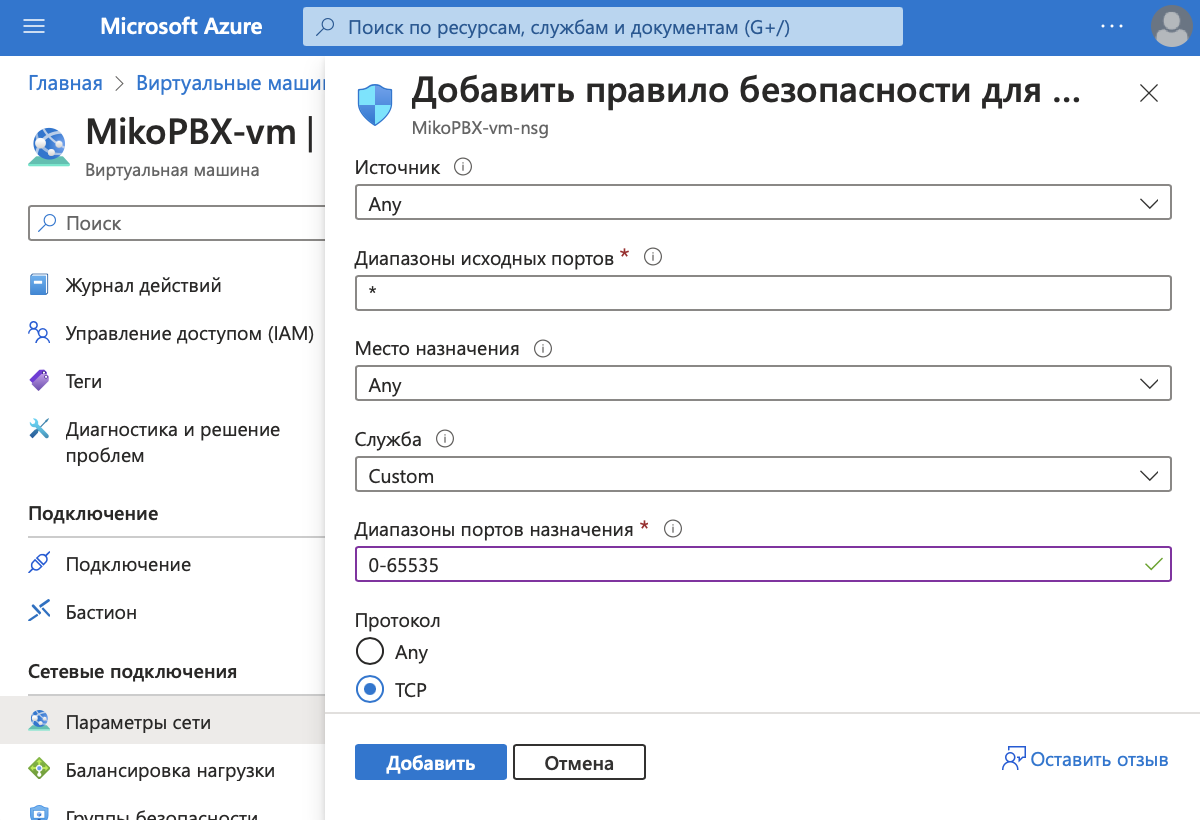 Microsoft Azure
Поиск по ресурсам, службам и документам (G+/)
Главная > Виртуальные машин
MikoPBX-vm |
Виртуальная машина
Поиск
Журнал действий
Управление доступом (IAM)
Теги
Диагностика и решение
проблем
Подключение
Подключение
Бастион
Сетевые подключения
Параметры сети
Балансировка нагрузки
Группы безопасности
Добавить правило безопасности для ...
MikoPBX-vm-nsg
Источник
Any
Диапазоны исходных портов *
*
Место назначения
Any
Служба
Custom
Диапазоны портов назначения *
0-65535
Протокол
Any
TCP
Добавить
Отмена
Оставить отзыв